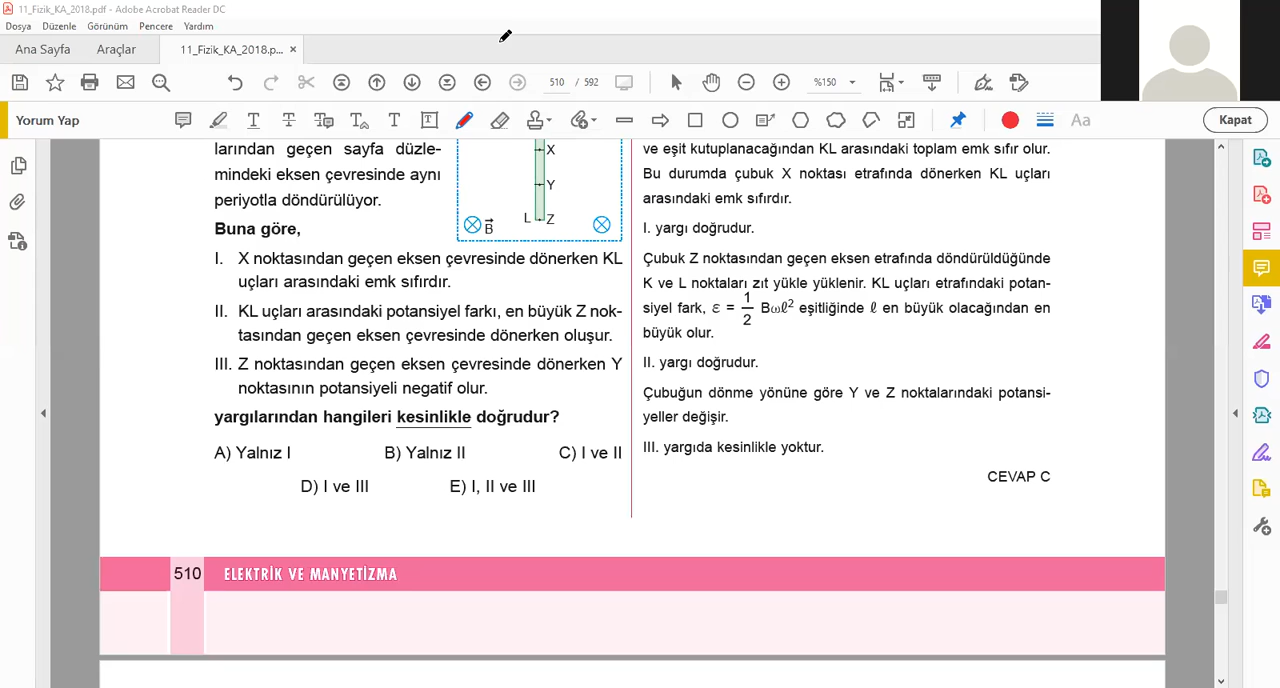 11_Fizik_KA_2018.pdf - Adobe Acrobat Reader DC
Dosya Düzenle Görünüm Pencere Yardım
Ana Sayfa Araçlar 11_Fizik_KA_2018.p... ×
510 / 592 %150
Yorum Yap
Aa
Kapat
larından geçen sayfa düzle-
mindeki eksen çevresinde aynı
periyotla döndürülüyor.
X
Y
L Z
B
Buna göre,
I. X noktasından geçen eksen çevresinde dönerken KL
uçları arasındaki emk sıfırdır.
II. KL uçları arasındaki potansiyel farkı, en büyük Z nok-
tasından geçen eksen çevresinde dönerken oluşur.
III. Z noktasından geçen eksen çevresinde dönerken Y
noktasının potansiyeli negatif olur.
yargılarından hangileri kesinlikle doğrudur?
A) Yalnız I B) Yalnız II C) I ve II
D) I ve III E) I, II ve III
ve eşit kutuplanacağından KL arasındaki toplam emk sıfır olur.
Bu durumda çubuk X noktası etrafında dönerken KL uçları
arasındaki emk sıfırdır.
I. yargı doğrudur.
Çubuk Z noktasından geçen eksen etrafında döndürüldüğünde
K ve L noktaları zıt yükle yüklenir. KL uçları etrafındaki potan-
siyel fark, ε = 1/2 Bωℓ² eşitliğinde ℓ en büyük olacağından en
büyük olur.
II. yargı doğrudur.
Çubuğun dönme yönüne göre Y ve Z noktalarındaki potansi-
yeller değişir.
III. yargıda kesinlikle yoktur.
CEVAP C
510 ELEKTRİK VE MANYETİZMA